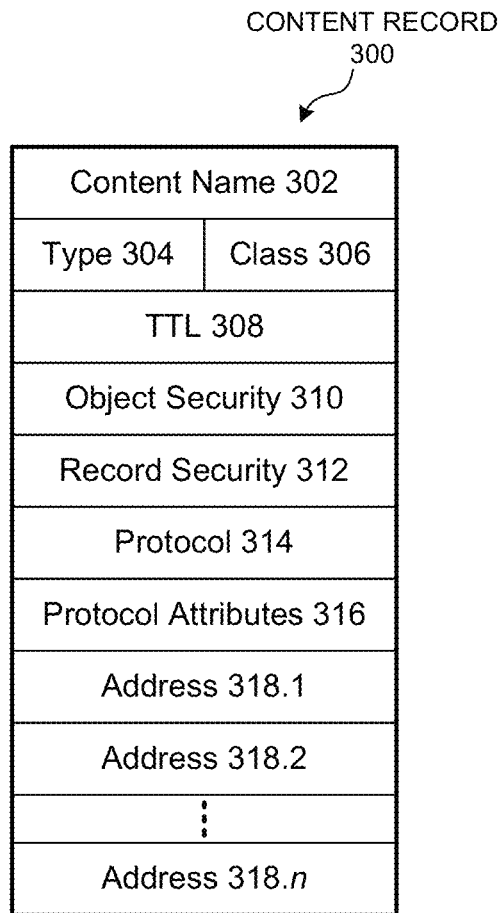 CONTENT RECORD
300
Content Name 302
Type 304
Class 306
TTL 308
Object Security 310
Record Security 312
Protocol 314
Protocol Attributes 316
Address 318.1
Address 318.2
Address 318.n